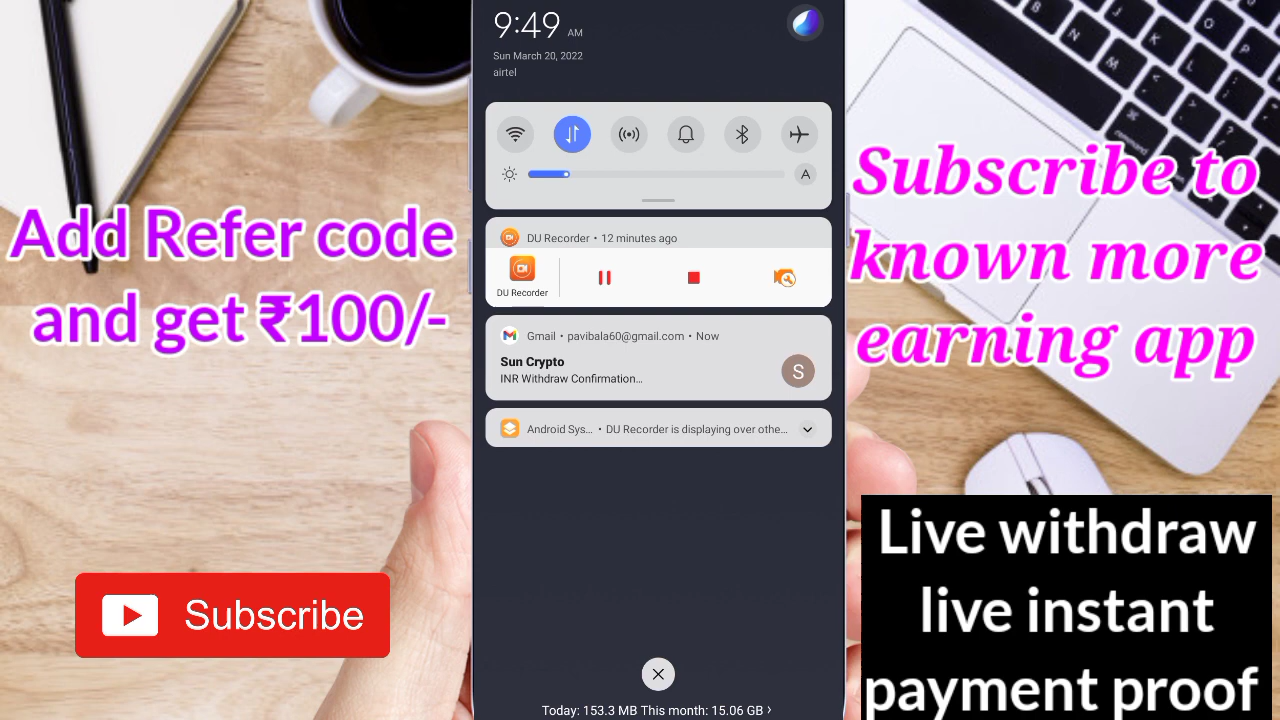 9:49 AM
Sun March 20, 2022
airtel
A
DU Recorder • 12 minutes ago
DU Recorder
Gmail • pavibala60@gmail.com • Now
Sun Crypto
INR Withdraw Confirmation…
S
Android Sys… • DU Recorder is displaying over othe…
Today: 153.3 MB This month: 15.06 GB
Add Refer code
and get ₹100/-
Subscribe
Subscribe to
known more
earning app
Live withdraw
live instant
payment proof